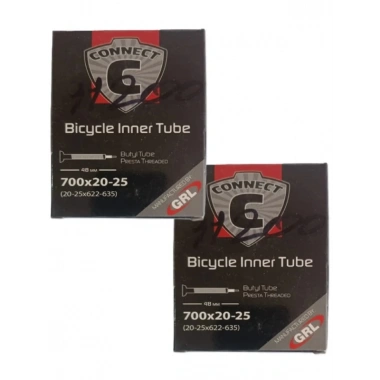 CONNECT
6
Bicycle Inner Tube
Butyl Tube
PRESTA THREADED
48 MM
700x20-25
(20-25x622-635)
GRL
CONNECT
6
Bicycle Inner Tube
Butyl Tube
PRESTA THREADED
48 MM
700x20-25
(20-25x622-635)
GRL